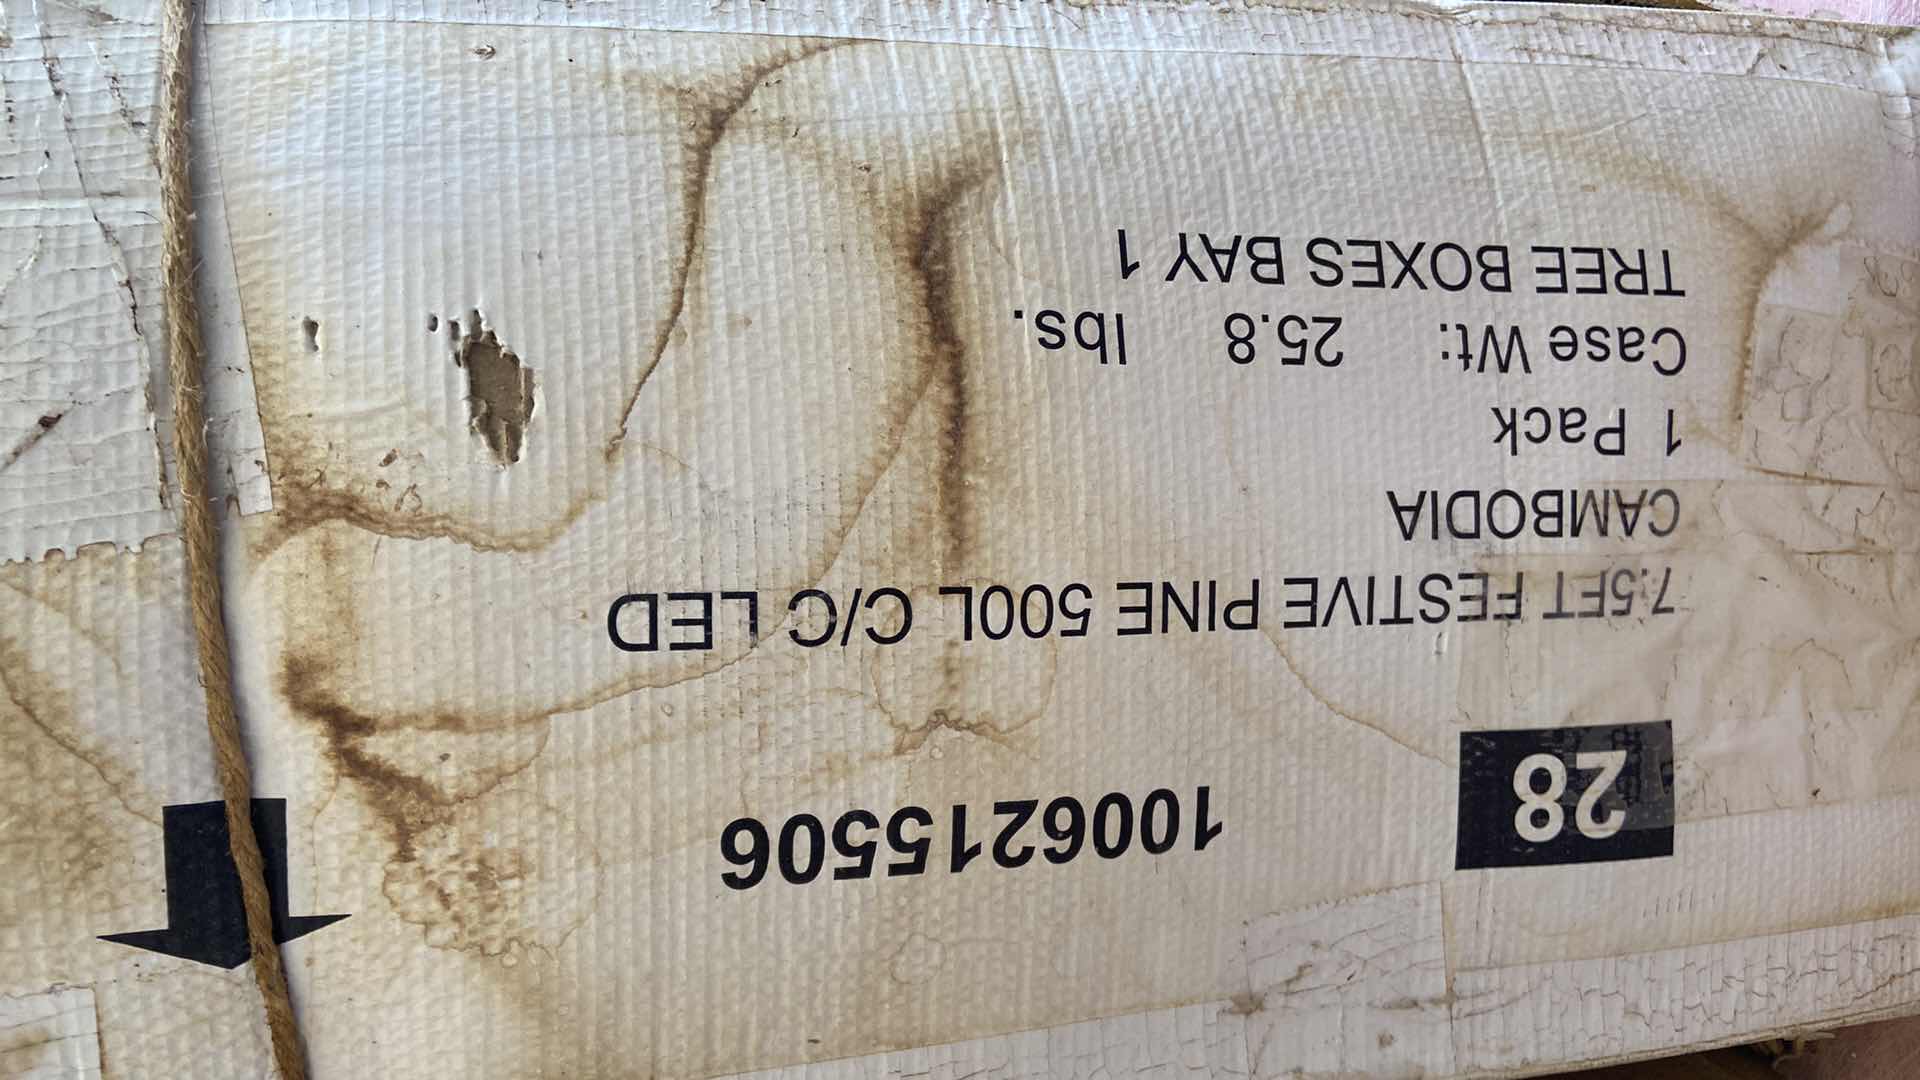 28
1006215506
7.5FT FESTIVE PINE 500L C/C LED
CAMBODIA
1 Pack
Case Wt: 25.8 lbs.
TREE BOXES BAY 1